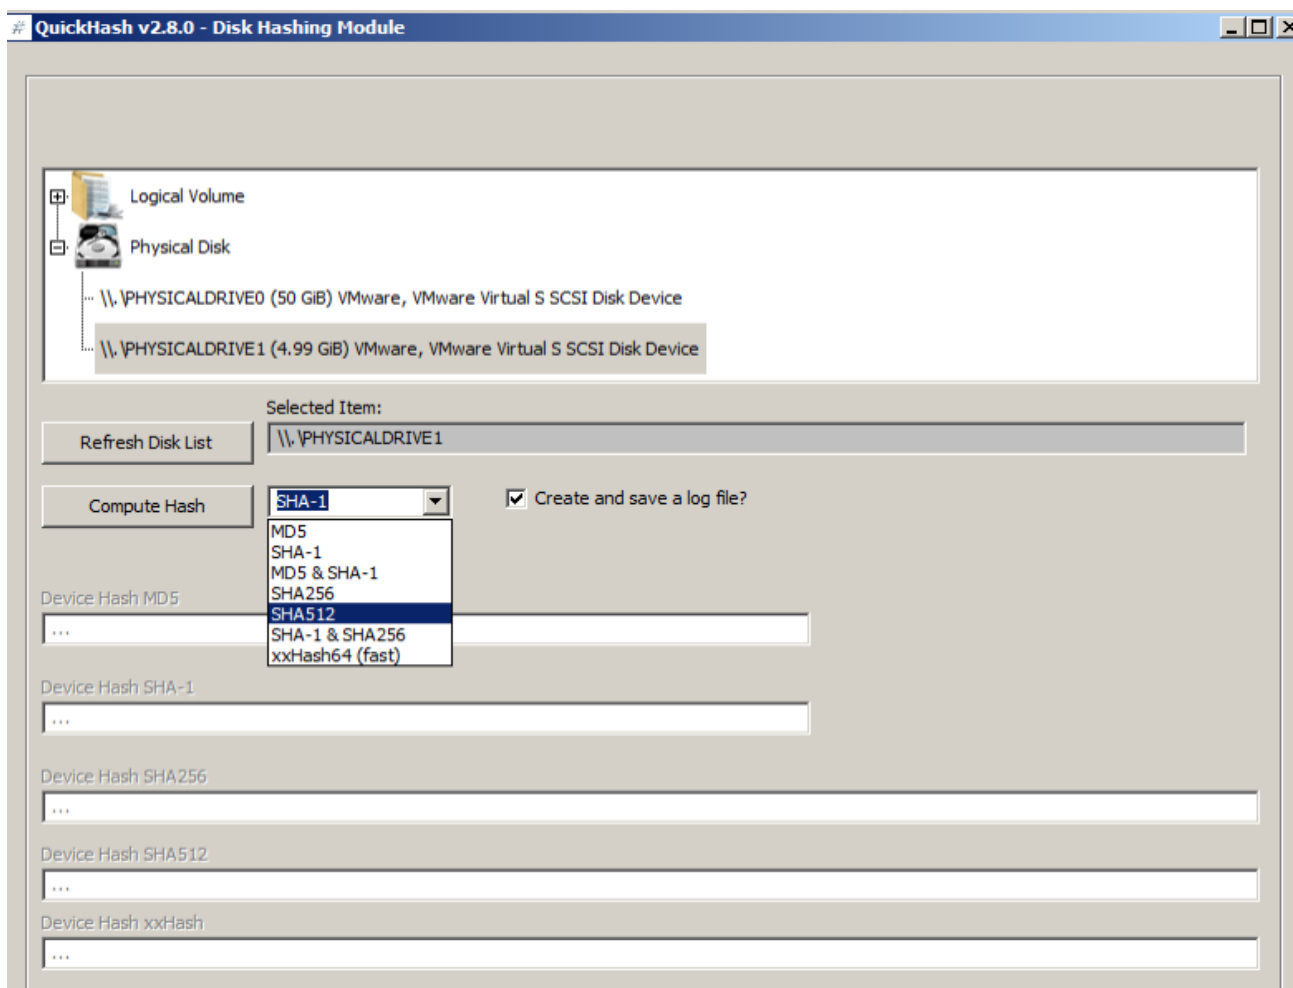 # QuickHash v2.8.0 - Disk Hashing Module
Logical Volume
Physical Disk
\\.\PHYSICALDRIVE0 (50 GiB) VMware, VMware Virtual S SCSI Disk Device
\\.\PHYSICALDRIVE1 (4.99 GiB) VMware, VMware Virtual S SCSI Disk Device
Selected Item:
Refresh Disk List
\\.\PHYSICALDRIVE1
Compute Hash
SHA-1
Create and save a log file?
MD5
SHA-1
MD5 & SHA-1
SHA256
SHA512
SHA-1 & SHA256
xxHash64 (fast)
Device Hash MD5
...
Device Hash SHA-1
...
Device Hash SHA256
...
Device Hash SHA512
...
Device Hash xxHash
...